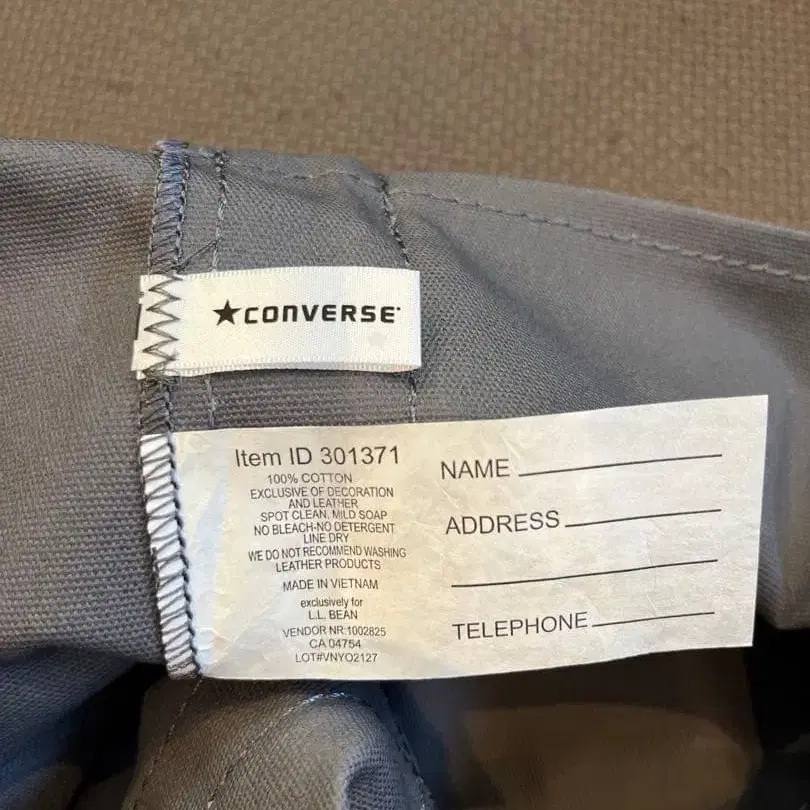 ★CONVERSE
Item ID 301371
100% COTTON
EXCLUSIVE OF DECORATION
AND LEATHER
SPOT CLEAN, MILD SOAP
NO BLEACH-NO DETERGENT
LINE DRY
WE DO NOT RECOMMEND WASHING
LEATHER PRODUCTS
MADE IN VIETNAM
exclusively for
L.L. BEAN
VENDOR NR:1002825
CA 04754
LOT#VNYO2127
NAME
ADDRESS
TELEPHONE